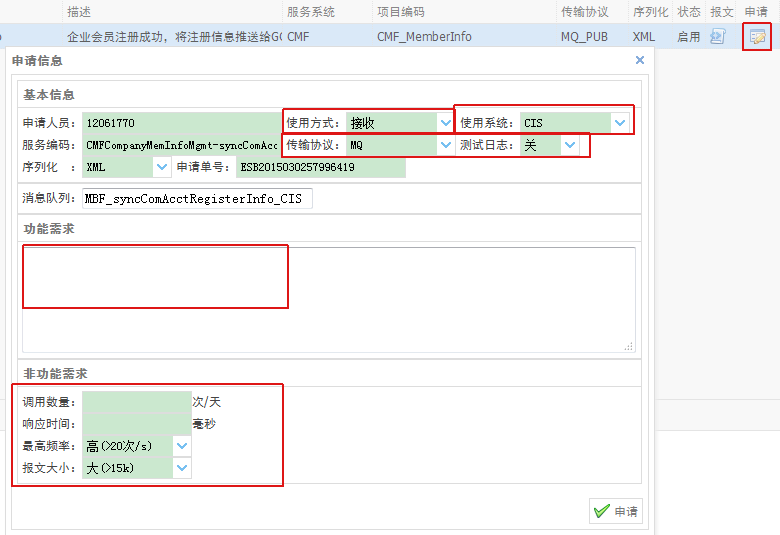 描述 服务系统 项目编码 传输协议 序列化 状态 报文 申请
企业会员注册成功，将注册信息推送给GC CMF CMF_MemberInfo MQ_PUB XML 启用
申请信息
基本信息
申请人员： 12061770 使用方式： 接收 使用系统： CIS
服务编码： CMFCompanyMemInfoMgmt-syncComAcc 传输协议： MQ 测试日志： 关
序列化 ： XML 申请单号： ESB2015030257996419
消息队列： MBF_syncComAcctRegisterInfo_CIS
功能需求
非功能需求
调用数量： 次/天
响应时间： 毫秒
最高频率： 高(>20次/s)
报文大小： 大(>15k)
申请